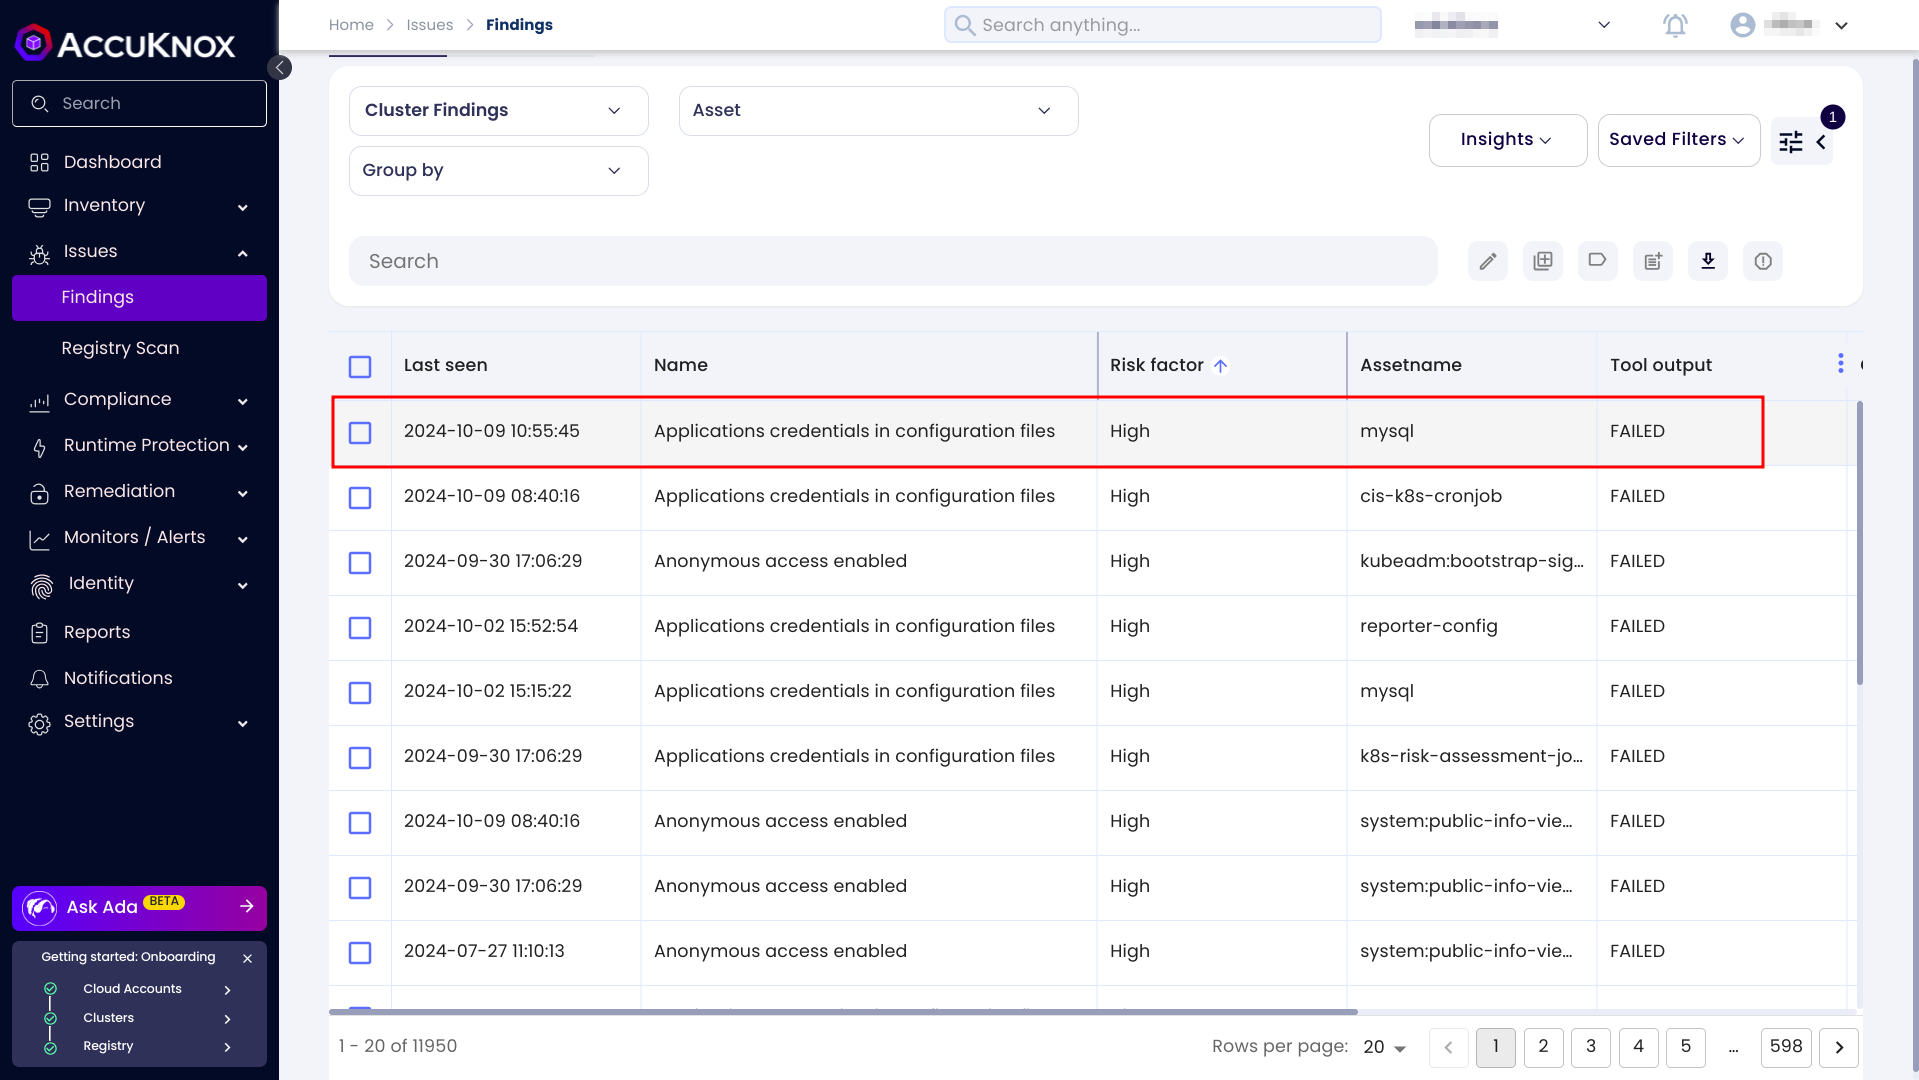 ACCUKNOX
Search
Dashboard
Inventory
Issues
Findings
Registry Scan
Compliance
Runtime Protection
Remediation
Monitors / Alerts
Identity
Reports
Notifications
Settings
Ask Ada BETA
Getting started: Onboarding
Cloud Accounts
Clusters
Registry
Home > Issues > Findings
Search anything...
Cluster Findings
Asset
Group by
Insights
Saved Filters
1
Search
Last seen Name Risk factor Assetname Tool output
2024-10-09 10:55:45 Applications credentials in configuration files High mysql FAILED
2024-10-09 08:40:16 Applications credentials in configuration files High cis-k8s-cronjob FAILED
2024-09-30 17:06:29 Anonymous access enabled High kubeadm:bootstrap-sig... FAILED
2024-10-02 15:52:54 Applications credentials in configuration files High reporter-config FAILED
2024-10-02 15:15:22 Applications credentials in configuration files High mysql FAILED
2024-09-30 17:06:29 Applications credentials in configuration files High k8s-risk-assessment-jo... FAILED
2024-10-09 08:40:16 Anonymous access enabled High system:public-info-vie... FAILED
2024-09-30 17:06:29 Anonymous access enabled High system:public-info-vie... FAILED
2024-07-27 11:10:13 Anonymous access enabled High system:public-info-vie... FAILED
1 - 20 of 11950
Rows per page: 20
1 2 3 4 5 ... 598